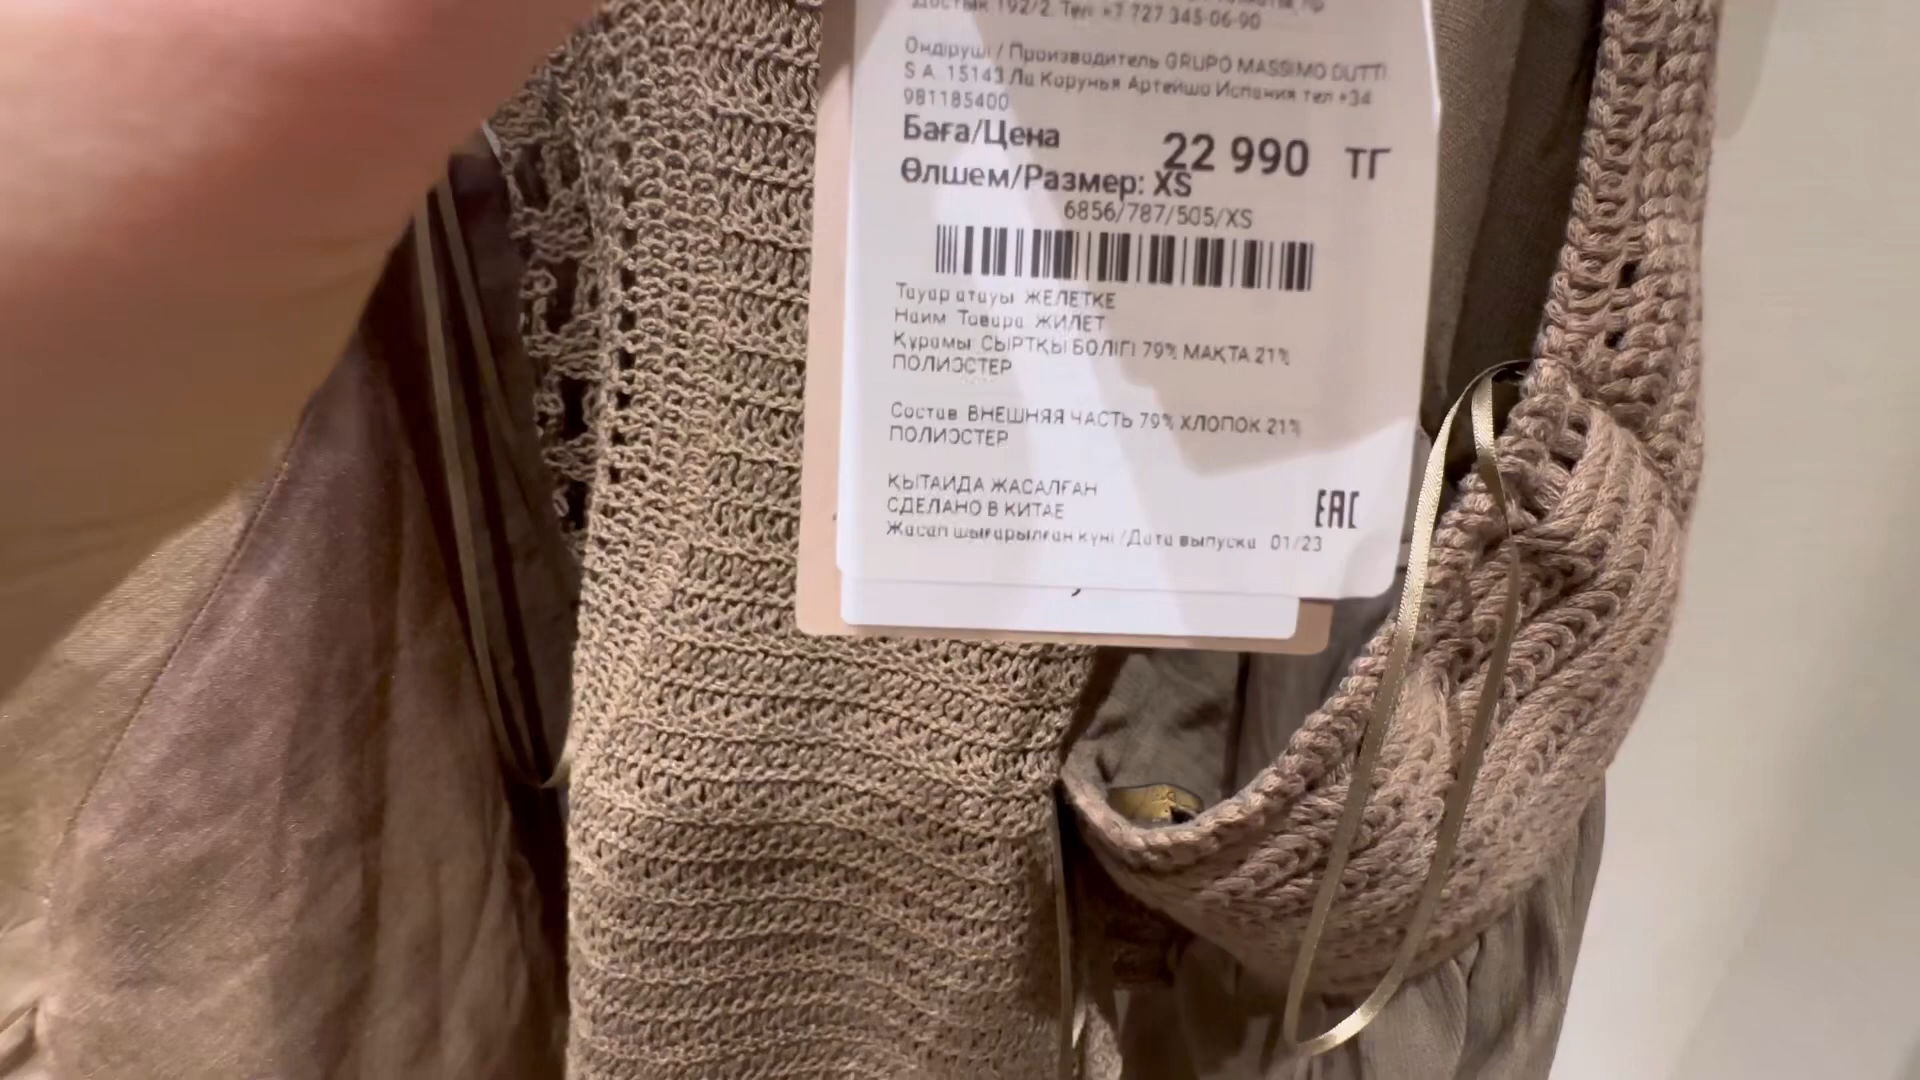 Достык 192/2. Тел +7 727 345-06-90
Өндіруші / Производитель GRUPO MASSIMO DUTTI
S A. 15143 Ла Корунья Артейшо Испания тел +34
981185400
Баға/Цена 22 990 ТГ
Өлшем/Размер: XS
6856/787/505/XS
Тауар атауы ЖЕЛЕТКЕ
Наим Товара ЖИЛЕТ
Құрамы СЫРТҚЫ БӨЛІГІ 79% МАҚТА 21%
ПОЛИЭСТЕР
Состав ВНЕШНЯЯ ЧАСТЬ 79% ХЛОПОК 21%
ПОЛИЭСТЕР
ҚЫТАЙДА ЖАСАЛҒАН
СДЕЛАНО В КИТАЕ
EAC
Жасап шығарылған күні /Дата выпуска 01/23